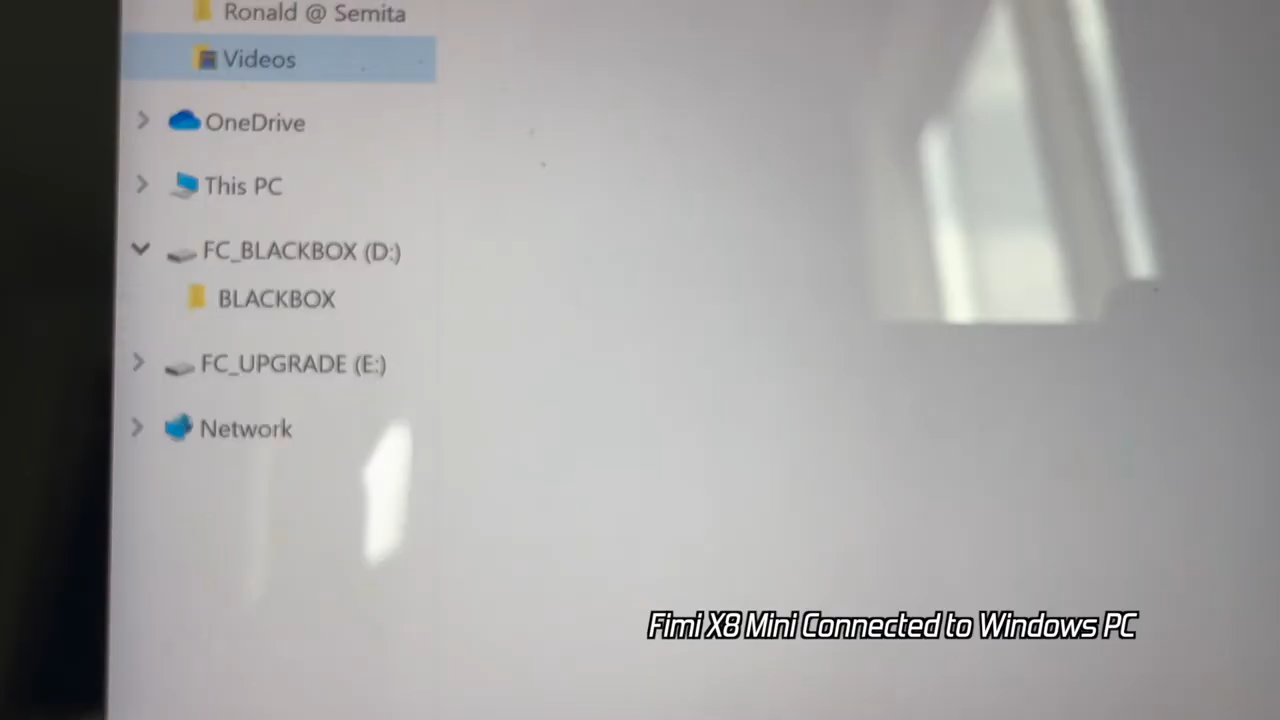 Ronald @ Semita
Videos
OneDrive
This PC
FC_BLACKBOX (D:)
BLACKBOX
FC_UPGRADE (E:)
Network
Fimi X8 Mini Connected to Windows PC